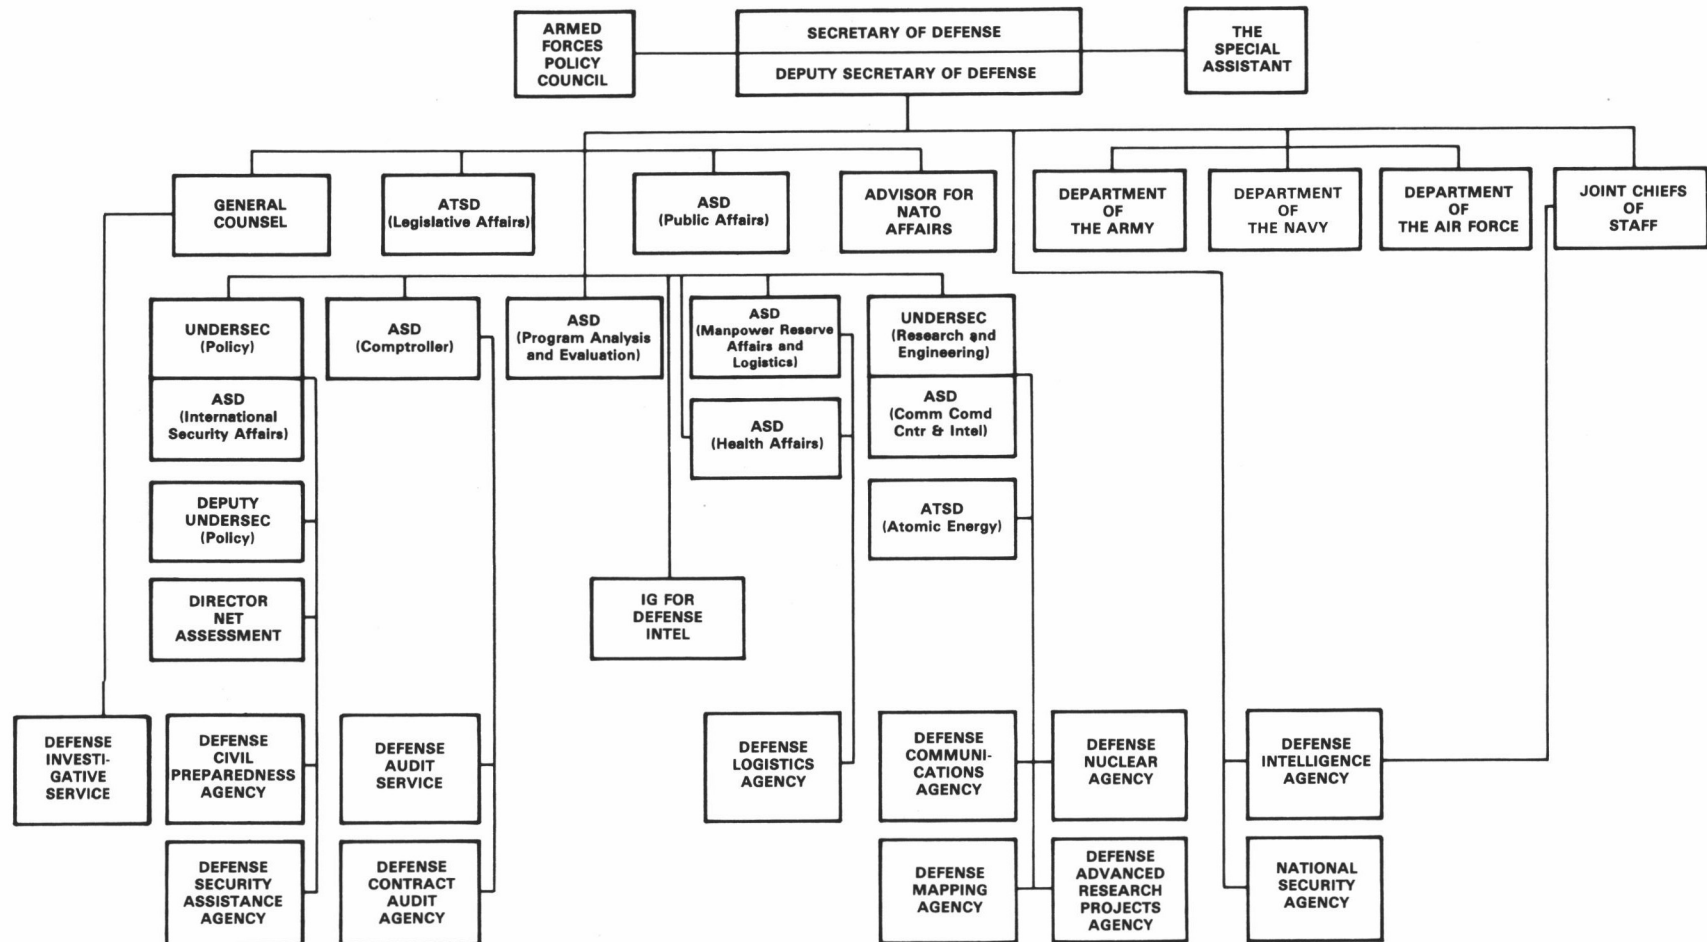 ARMED
FORCES
POLICY
COUNCIL
SECRETARY OF DEFENSE
DEPUTY SECRETARY OF DEFENSE
THE
SPECIAL
ASSISTANT
GENERAL
COUNSEL
ATSD
(Legislative Affairs)
ASD
(Public Affairs)
ADVISOR FOR
NATO
AFFAIRS
DEPARTMENT
OF
THE ARMY
DEPARTMENT
OF
THE NAVY
DEPARTMENT
OF
THE AIR FORCE
JOINT CHIEFS
OF
STAFF
UNDERSEC
(Policy)
ASD
(International
Security Affairs)
ASD
(Comptroller)
ASD
(Program Analysis
and Evaluation)
ASD
(Manpower Reserve
Affairs and
Logistics)
UNDERSEC
(Research and
Engineering)
ASD
(Comm Comd
Cntr & Intel)
ASD
(Health Affairs)
DEPUTY
UNDERSEC
(Policy)
ATSD
(Atomic Energy)
DIRECTOR
NET
ASSESSMENT
IG FOR
DEFENSE
INTEL
DEFENSE
INVESTI-
GATIVE
SERVICE
DEFENSE
CIVIL
PREPAREDNESS
AGENCY
DEFENSE
AUDIT
SERVICE
DEFENSE
LOGISTICS
AGENCY
DEFENSE
COMMUNI-
CATIONS
AGENCY
DEFENSE
NUCLEAR
AGENCY
DEFENSE
INTELLIGENCE
AGENCY
DEFENSE
SECURITY
ASSISTANCE
AGENCY
DEFENSE
CONTRACT
AUDIT
AGENCY
DEFENSE
MAPPING
AGENCY
DEFENSE
ADVANCED
RESEARCH
PROJECTS
AGENCY
NATIONAL
SECURITY
AGENCY